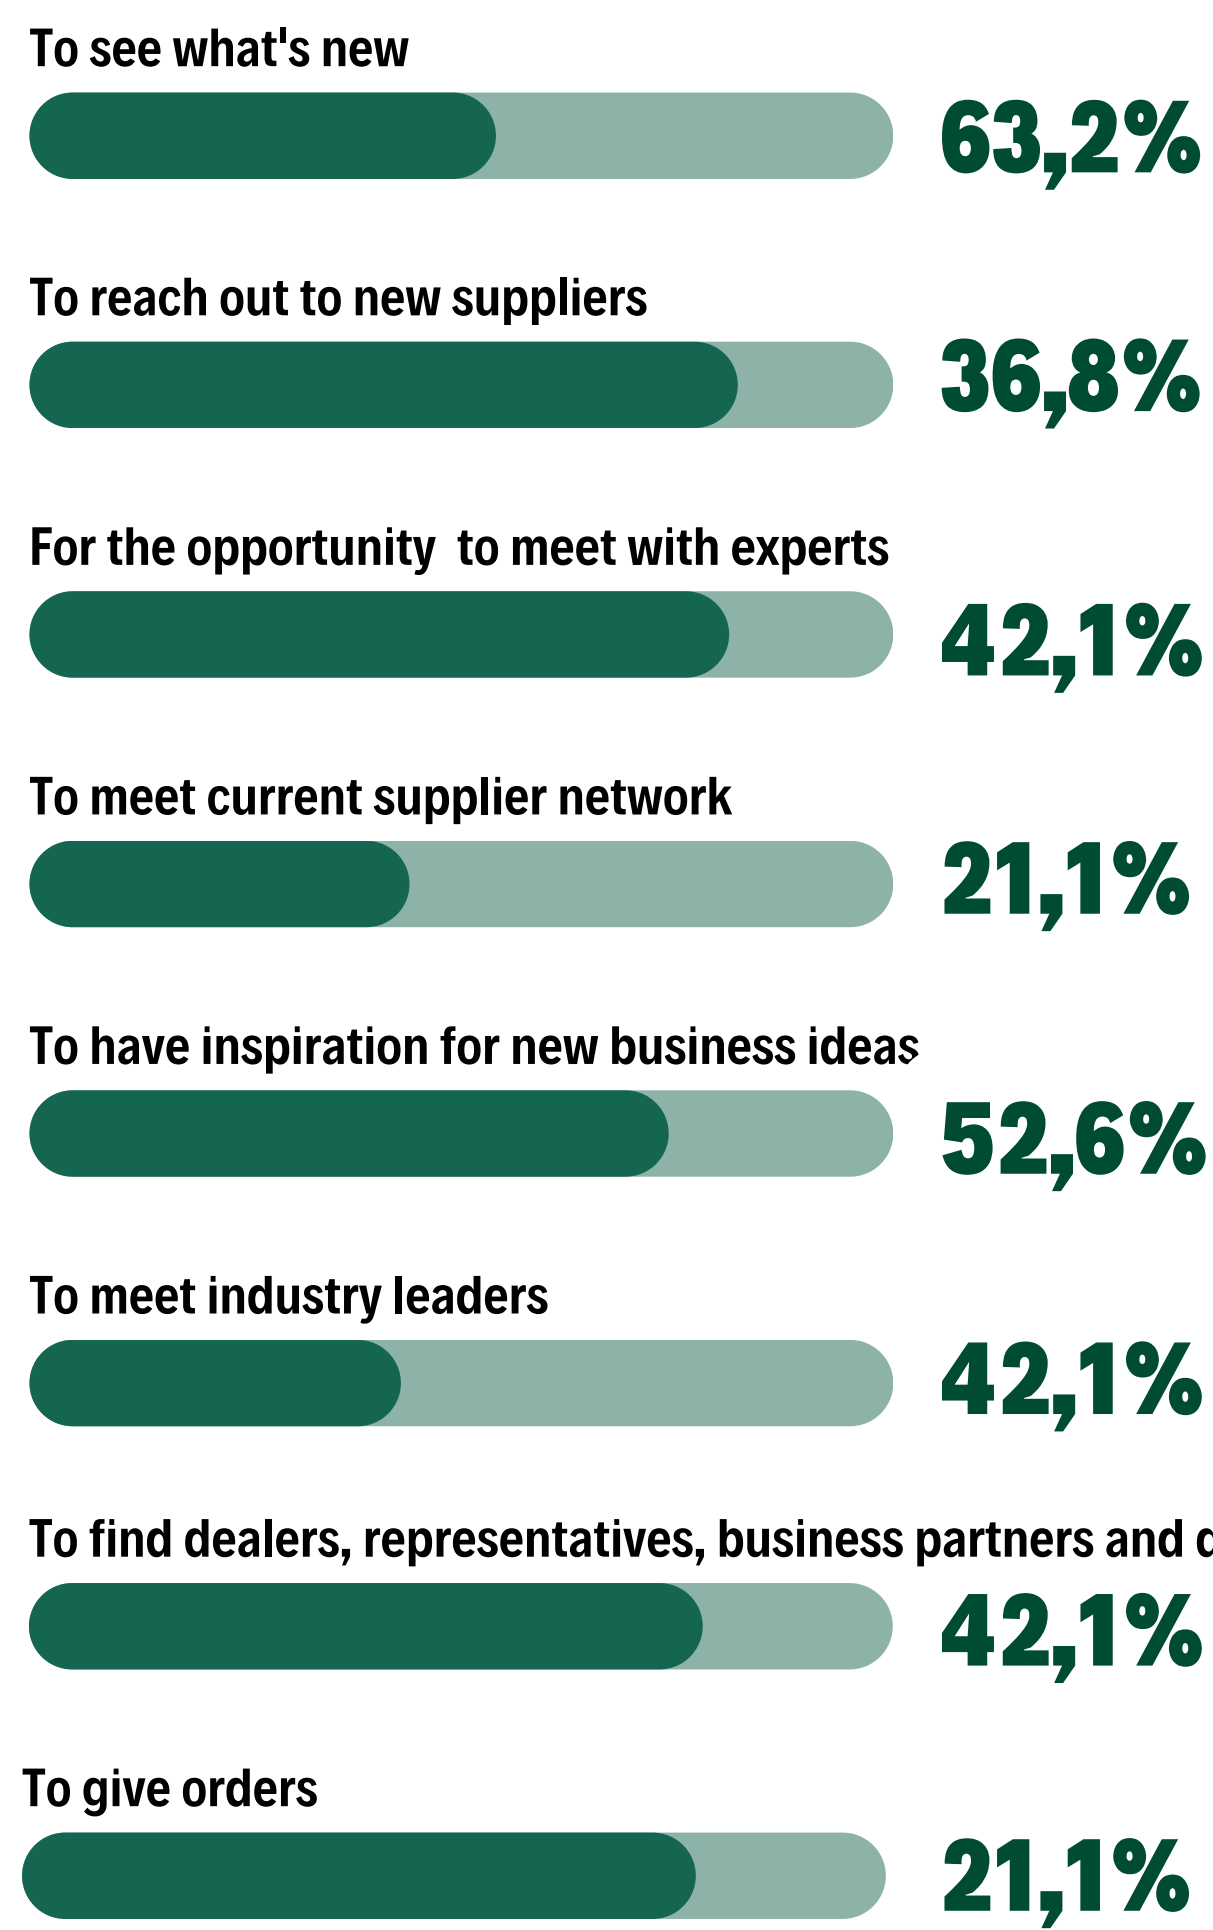 To see what's new
63,2%
To reach out to new suppliers
36,8%
For the opportunity  to meet with experts
42,1%
To meet current supplier network
21,1%
To have inspiration for new business ideas
52,6%
To meet industry leaders
42,1%
To find dealers, representatives, business partners and
42,1%
To give orders
21,1%